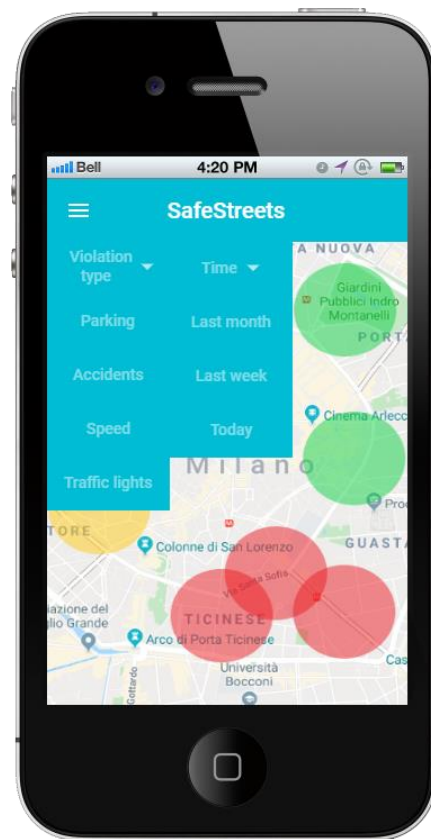 Bell 4:20 PM
SafeStreets
Violation
type
Time
Parking
Last month
Accidents
Last week
Speed
Today
Traffic lights
A NUOVA
Giardini
Pubblici Indro
Montanelli
PORT
Cinema Arlecc
Milano
Pro
TORE
Colonne di San Lorenzo
GUASTA
Via Santa Sofia
iazione del
glio Grande
TICINESE
Arco di Porta Ticinese
Università
Bocconi
Cas
Gottardo